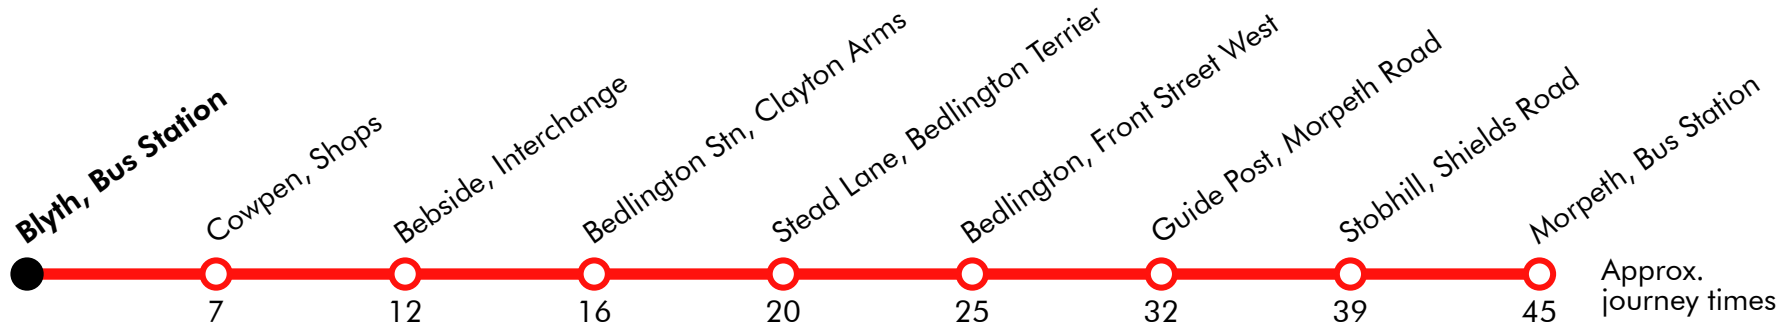 Blyth, Bus Station
Cowpen, Shops
Bebside, Interchange
Bedlington Stn, Clayton Arms
Stead Lane, Bedlington Terrier
Bedlington, Front Street West
Guide Post, Morpeth Road
Stobhill, Shields Road
Morpeth, Bus Station
7
12
16
20
25
32
39
45
Approx.
journey times